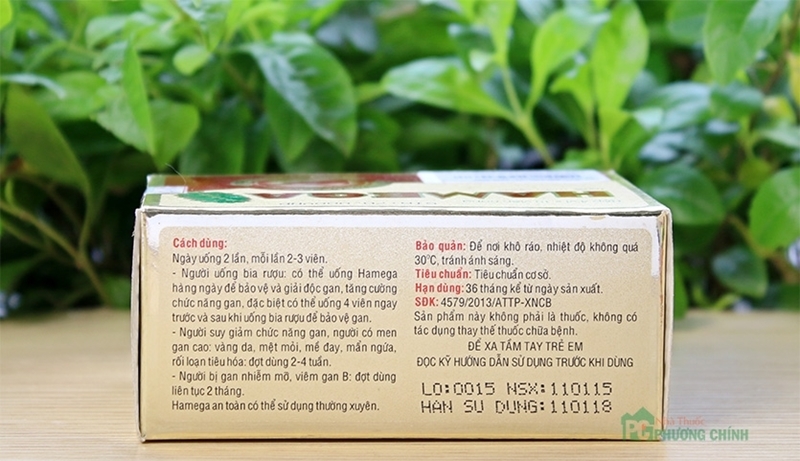 HAMEGA
Cách dùng:
Ngày uống 2 lần, mỗi lần 2-3 viên.
- Người uống bia rượu: có thể uống Hamega
hàng ngày để bảo vệ và giải độc gan, tăng cường
chức năng gan, đặc biệt có thể uống 4 viên ngay
trước và sau khi uống bia rượu để bảo vệ gan.
- Người suy giảm chức năng gan, người có men
gan cao: vàng da, mệt mỏi, mề đay, mẩn ngứa,
rối loạn tiêu hóa: đợt dùng 2-4 tuần.
- Người bị gan nhiễm mỡ, viêm gan B: đợt dùng
liên tục 2 tháng.
Hamega an toàn có thể sử dụng thường xuyên.
Bảo quản: Để nơi khô ráo, nhiệt độ không quá
30°C, tránh ánh sáng.
Tiêu chuẩn: Tiêu chuẩn cơ sở.
Hạn dùng: 36 tháng kể từ ngày sản xuất.
SĐK: 4579/2013/ATTP-XNCB
Sản phẩm này không phải là thuốc, không có
tác dụng thay thế thuốc chữa bệnh.
ĐỂ XA TẦM TAY TRẺ EM
ĐỌC KỸ HƯỚNG DẪN SỬ DỤNG TRƯỚC KHI DÙNG
LO:0015 NSX:110115
HAN SU DUNG:110118
Nhà Thuốc
PHƯƠNG CHÍNH